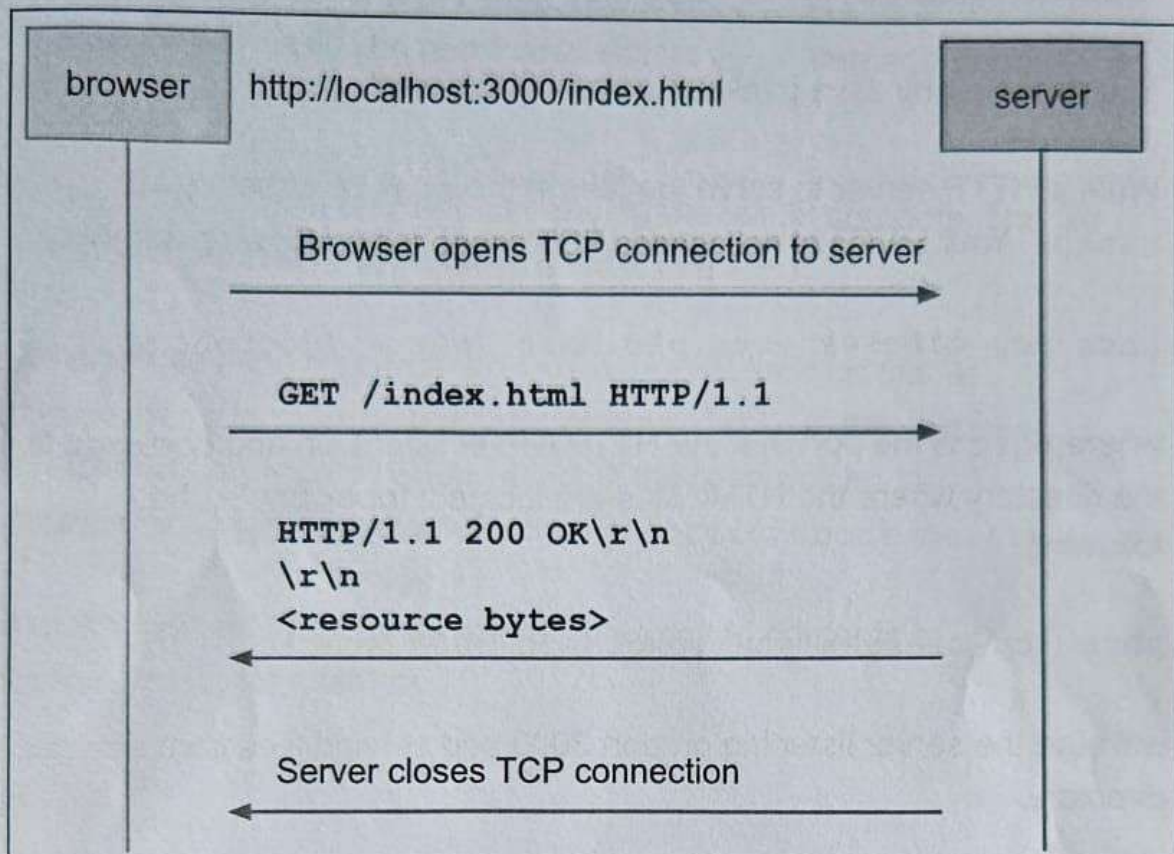 browser
http://localhost:3000/index.html
server
Browser opens TCP connection to server
GET /index.html HTTP/1.1
HTTP/1.1 200 OK\r\n
\r\n
<resource bytes>
Server closes TCP connection